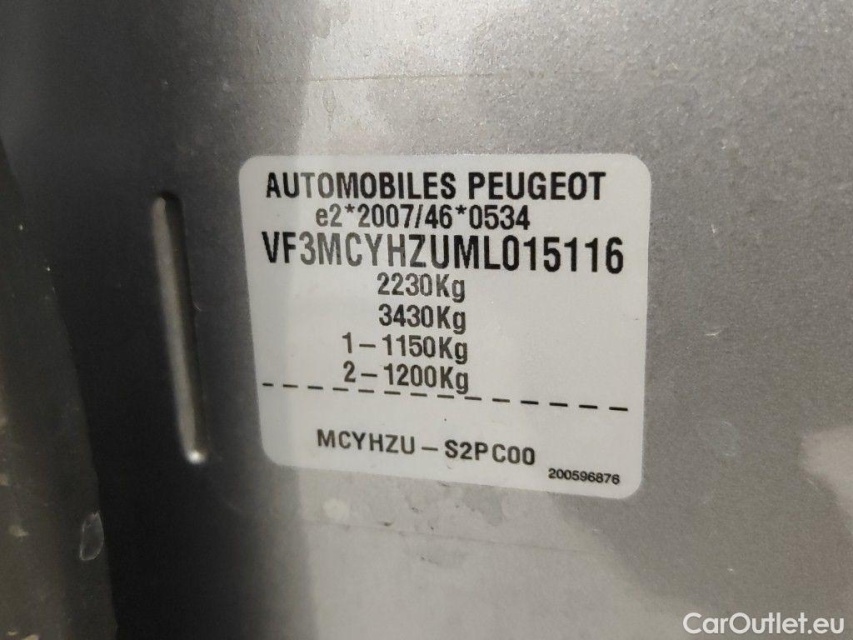 AUTOMOBILES PEUGEOT
e2*2007/46*0534
VF3MCYHZUML015116
2230Kg
3430Kg
1-1150Kg
2-1200Kg
MCYHZU-S2PC00
200596876
CarOutlet.eu